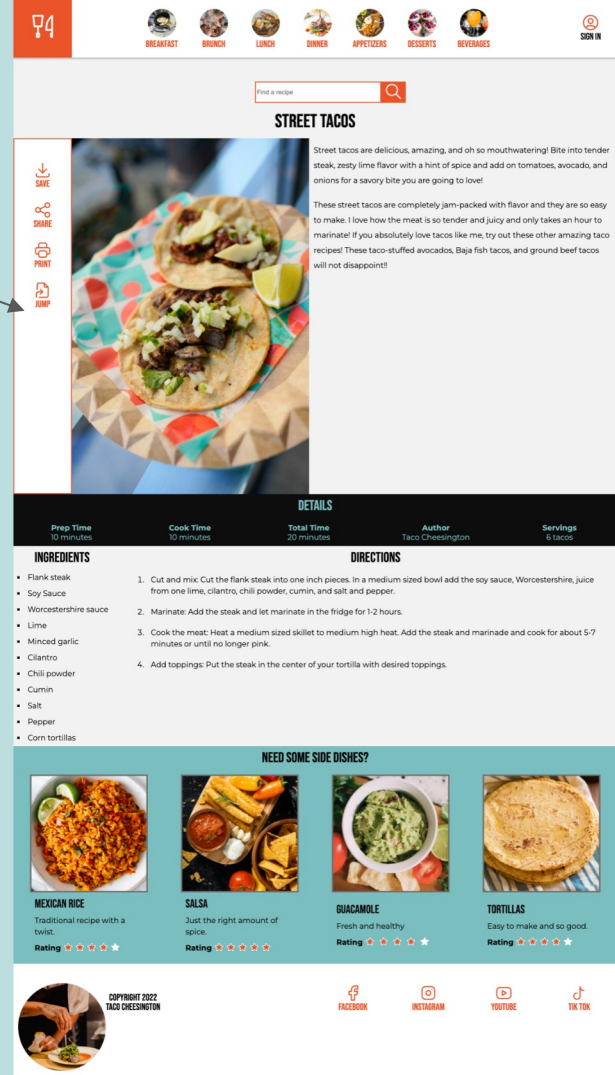 BREAKFAST BRUNCH LUNCH DINNER APPETIZERS DESSERTS BEVERAGES SIGN IN
Find a recipe
STREET TACOS
SAVE
SHARE
PRINT
JUMP
Street tacos are delicious, amazing, and oh so mouthwatering! Bite into tender
steak, zesty lime flavor with a hint of spice and add on tomatoes, avocado, and
onions for a savory bite you are going to love!
These street tacos are completely jam-packed with flavor and they are so easy
to make. I love how the meat is so tender and juicy and only takes an hour to
marinate! If you absolutely love tacos like me, try out these other amazing taco
recipes! These taco-stuffed avocados, Baja fish tacos, and ground beef tacos
will not disappoint!!
DETAILS
Prep Time Cook Time Total Time Author Servings
10 minutes 10 minutes 20 minutes Taco Cheesington 6 tacos
INGREDIENTS
Flank steak
Soy Sauce
Worcestershire sauce
Lime
Minced garlic
Cilantro
Chili powder
Cumin
Salt
Pepper
Corn tortillas
DIRECTIONS
1. Cut and mix: Cut the flank steak into one inch pieces. In a medium sized bowl add the soy sauce, Worcestershire, juice
from one lime, cilantro, chili powder, cumin, and salt and pepper.
2. Marinate: Add the steak and let marinate in the fridge for 1-2 hours.
3. Cook the meat: Heat a medium sized skillet to medium high heat. Add the steak and marinade and cook for about 5-7
minutes or until no longer pink.
4. Add toppings: Put the steak in the center of your tortilla with desired toppings.
NEED SOME SIDE DISHES?
MEXICAN RICE
Traditional recipe with a
twist.
Rating
SALSA
Just the right amount of
spice.
Rating
GUACAMOLE
Fresh and healthy
Rating
TORTILLAS
Easy to make and so good.
Rating
COPYRIGHT 2022
TACO CHEESINGTON
FACEBOOK INSTAGRAM YOUTUBE TIK TOK